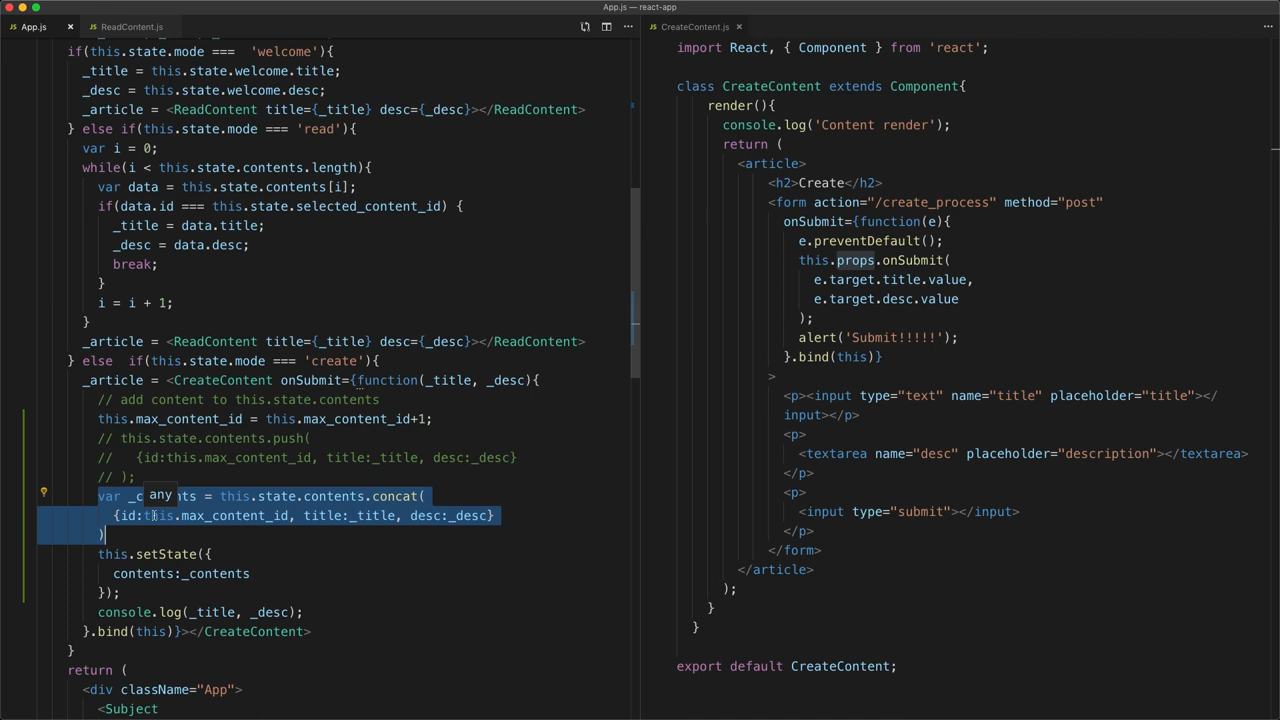 App.js — react-app
JS App.js ×
JS ReadContent.js
if(this.state.mode ===  'welcome'){
_title = this.state.welcome.title;
_desc = this.state.welcome.desc;
_article = <ReadContent title={_title} desc={_desc}></ReadContent>
} else if(this.state.mode === 'read'){
var i = 0;
while(i < this.state.contents.length){
var data = this.state.contents[i];
if(data.id === this.state.selected_content_id) {
_title = data.title;
_desc = data.desc;
break;
}
i = i + 1;
}
_article = <ReadContent title={_title} desc={_desc}></ReadContent>
} else  if(this.state.mode === 'create'){
_article = <CreateContent onSubmit={function(_title, _desc){
// add content to this.state.contents
this.max_content_id = this.max_content_id+1;
// this.state.contents.push(
//   {id:this.max_content_id, title:_title, desc:_desc}
// );
any
var _c nts = this.state.contents.concat(
{id:this.max_content_id, title:_title, desc:_desc}
)
this.setState({
contents:_contents
});
console.log(_title, _desc);
}.bind(this)}></CreateContent>
}
return (
<div className="App">
<Subject
JS CreateContent.js ×
import React, { Component } from 'react';
class CreateContent extends Component{
render(){
console.log('Content render');
return (
<article>
<h2>Create</h2>
<form action="/create_process" method="post"
onSubmit={function(e){
e.preventDefault();
this.props.onSubmit(
e.target.title.value,
e.target.desc.value
);
alert('Submit!!!!!');
}.bind(this)}
>
<p><input type="text" name="title" placeholder="title"></
input></p>
<p>
<textarea name="desc" placeholder="description"></textarea>
</p>
<p>
<input type="submit"></input>
</p>
</form>
</article>
);
}
}
export default CreateContent;